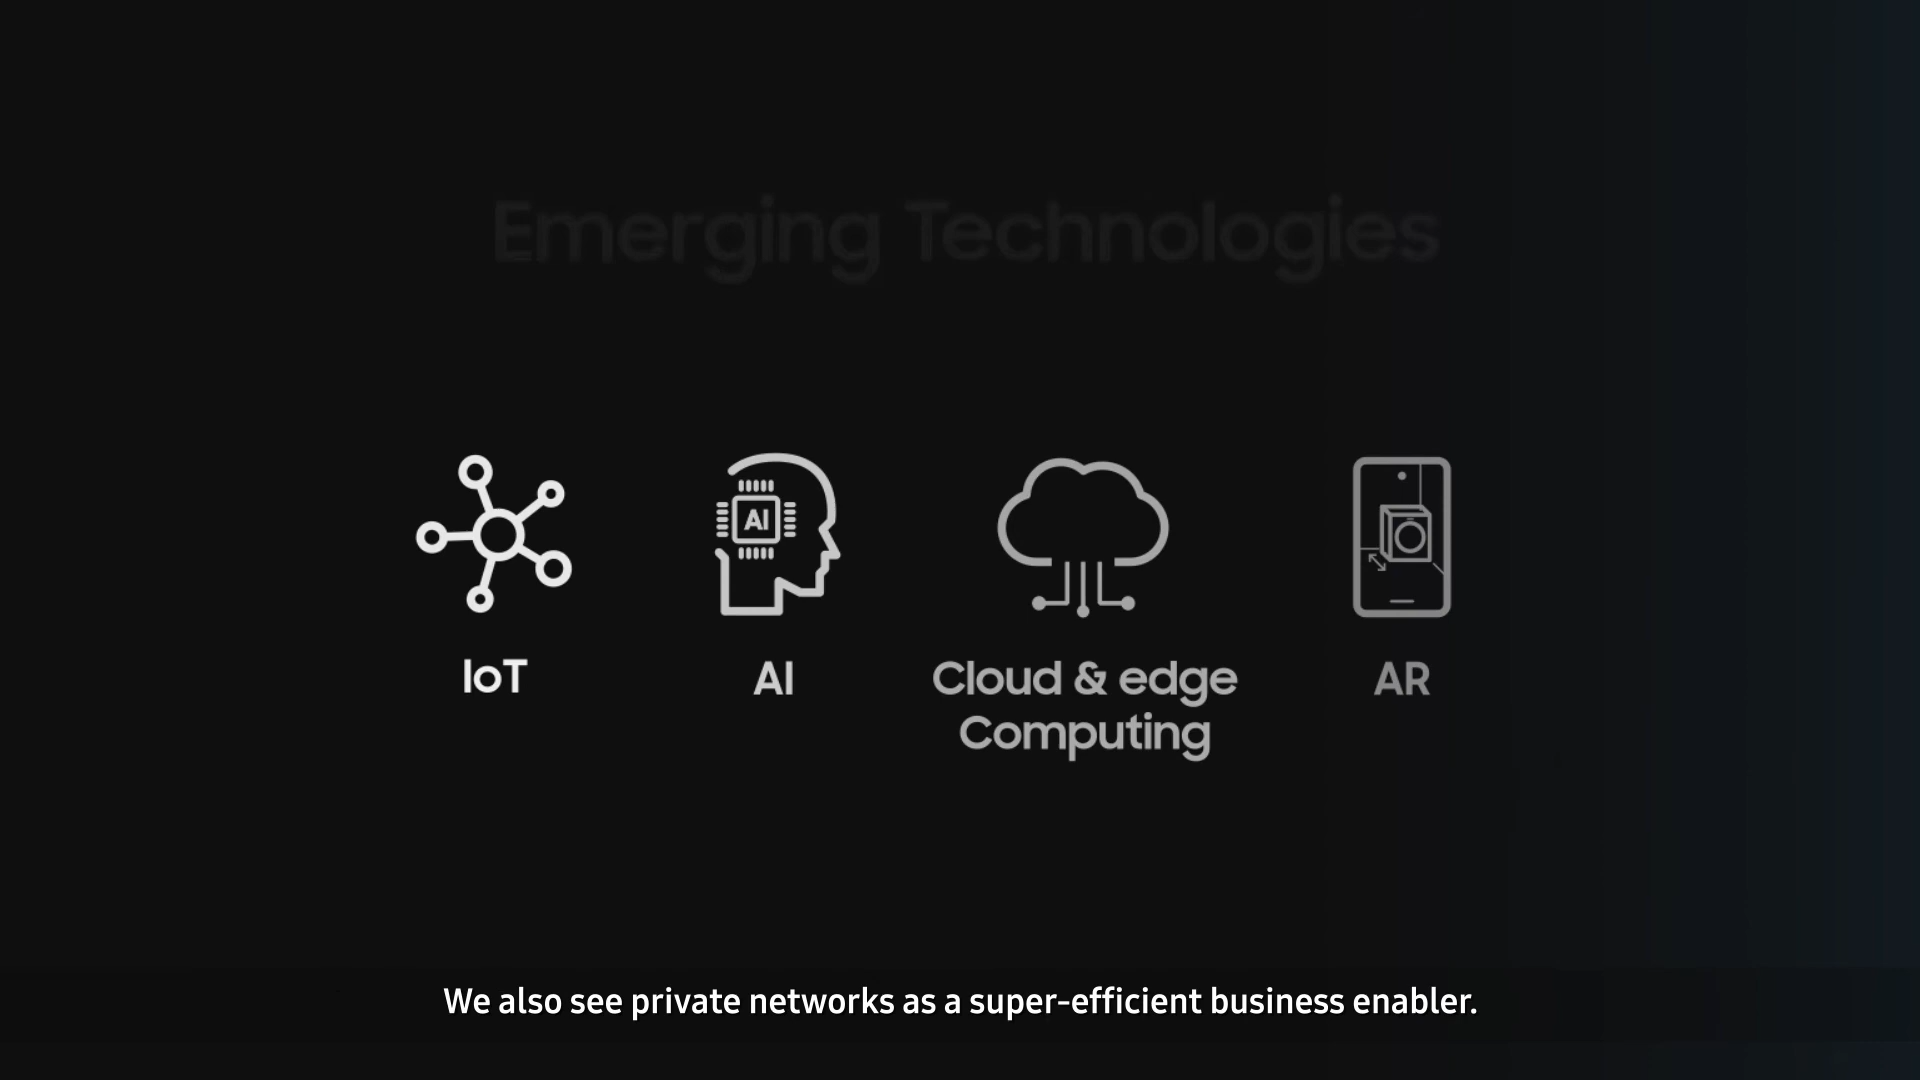 Emerging Technologies
AI
IoT
AI
Cloud & edge
Computing
AR
We also see private networks as a super-efficient business enabler.